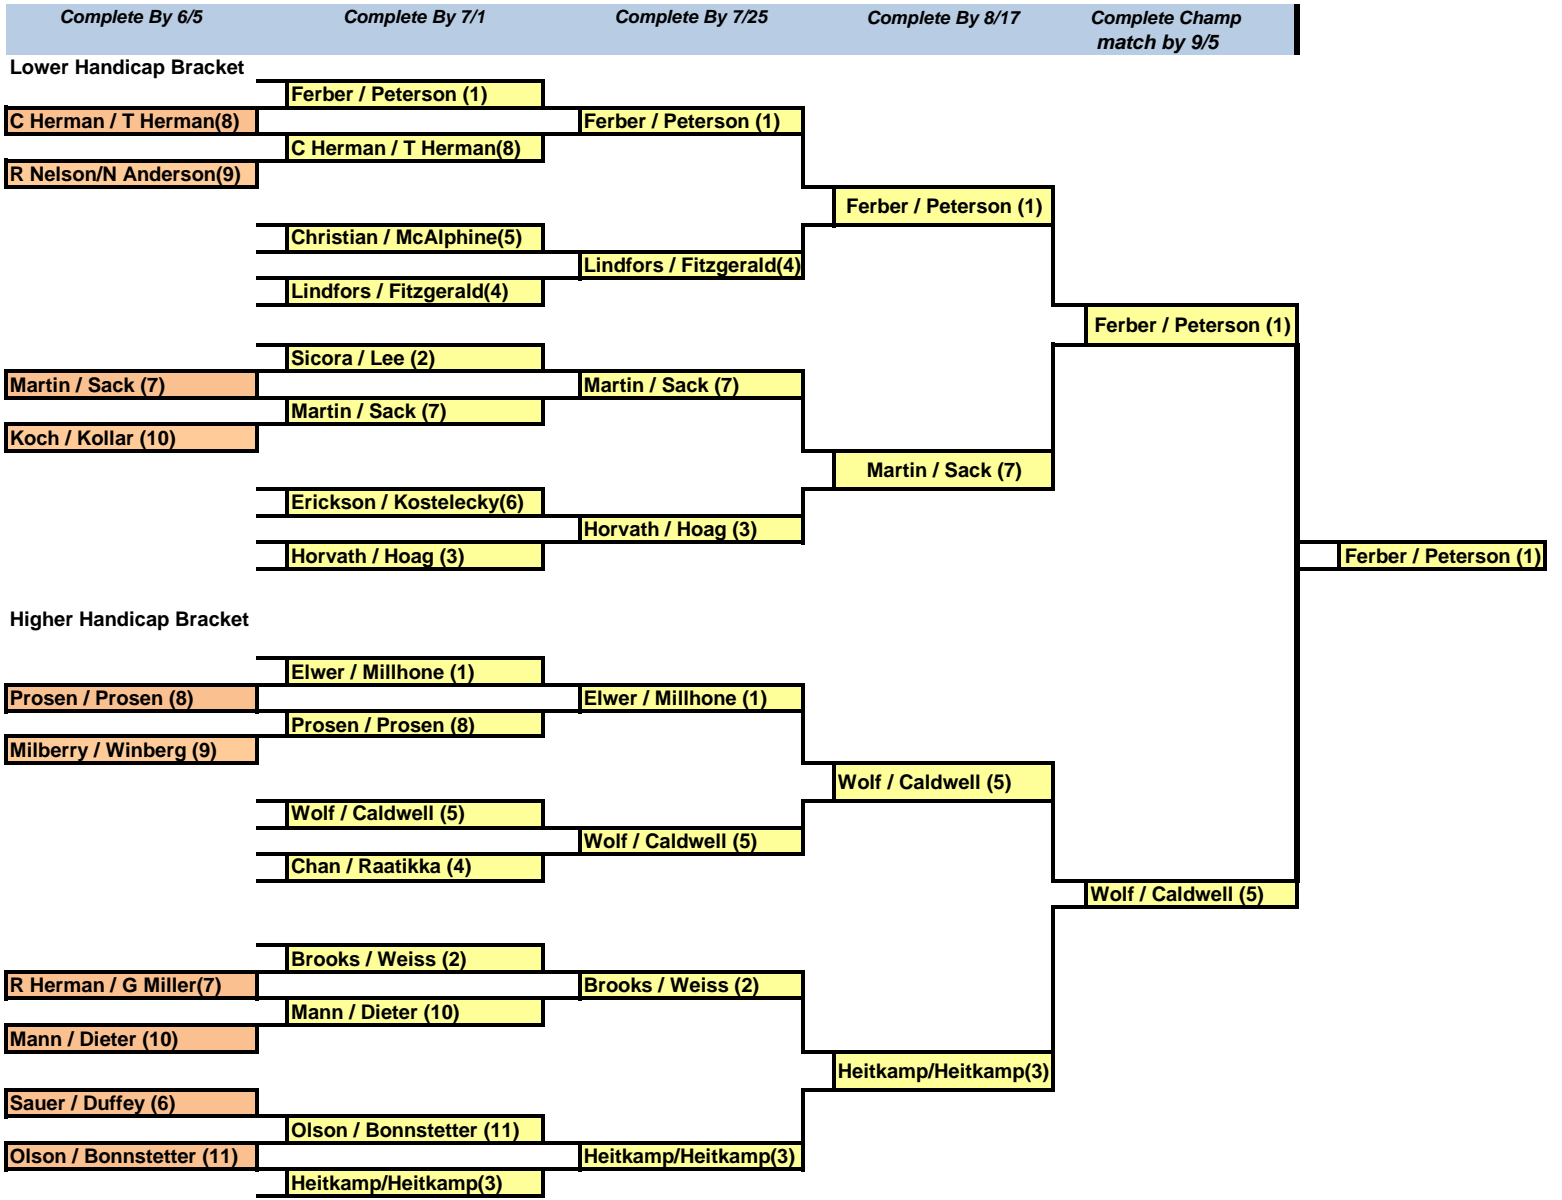 Complete By 6/5 Complete By 7/1 Complete By 7/25 Complete By 8/17 Complete Champ
match by 9/5
Lower Handicap Bracket
Ferber / Peterson (1)
C Herman / T Herman(8) Ferber / Peterson (1)
C Herman / T Herman(8)
R Nelson/N Anderson(9)
Ferber / Peterson (1)
Christian / McAlphine(5)
Lindfors / Fitzgerald(4)
Lindfors / Fitzgerald(4)
Ferber / Peterson (1)
Sicora / Lee (2)
Martin / Sack (7) Martin / Sack (7)
Martin / Sack (7)
Koch / Kollar (10)
Martin / Sack (7)
Erickson / Kostelecky(6)
Horvath / Hoag (3)
Horvath / Hoag (3) Ferber / Peterson (1)
Higher Handicap Bracket
Elwer / Millhone (1)
Prosen / Prosen (8) Elwer / Millhone (1)
Prosen / Prosen (8)
Milberry / Winberg (9)
Wolf / Caldwell (5)
Wolf / Caldwell (5)
Wolf / Caldwell (5)
Chan / Raatikka (4)
Wolf / Caldwell (5)
Brooks / Weiss (2)
R Herman / G Miller(7) Brooks / Weiss (2)
Mann / Dieter (10)
Mann / Dieter (10)
Heitkamp/Heitkamp(3)
Sauer / Duffey (6)
Olson / Bonnstetter (11)
Olson / Bonnstetter (11) Heitkamp/Heitkamp(3)
Heitkamp/Heitkamp(3)